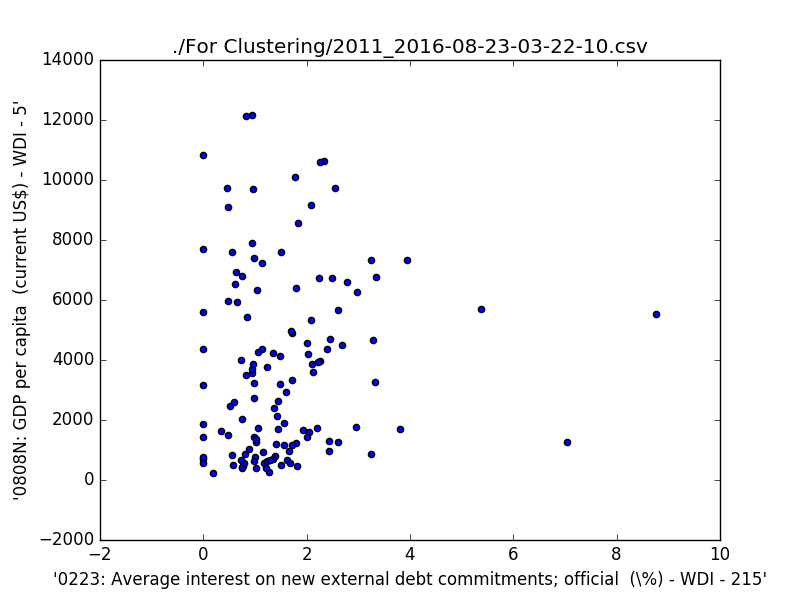 ./For Clustering/2011_2016-08-23-03-22-10.csv
14000
12000
10000
8000
6000
4000
2000
0
−2000
'0808N: GDP per capita  (current US$) - WDI - 5'
−2 0 2 4 6 8 10
'0223: Average interest on new external debt commitments; official  (\%) - WDI - 215'